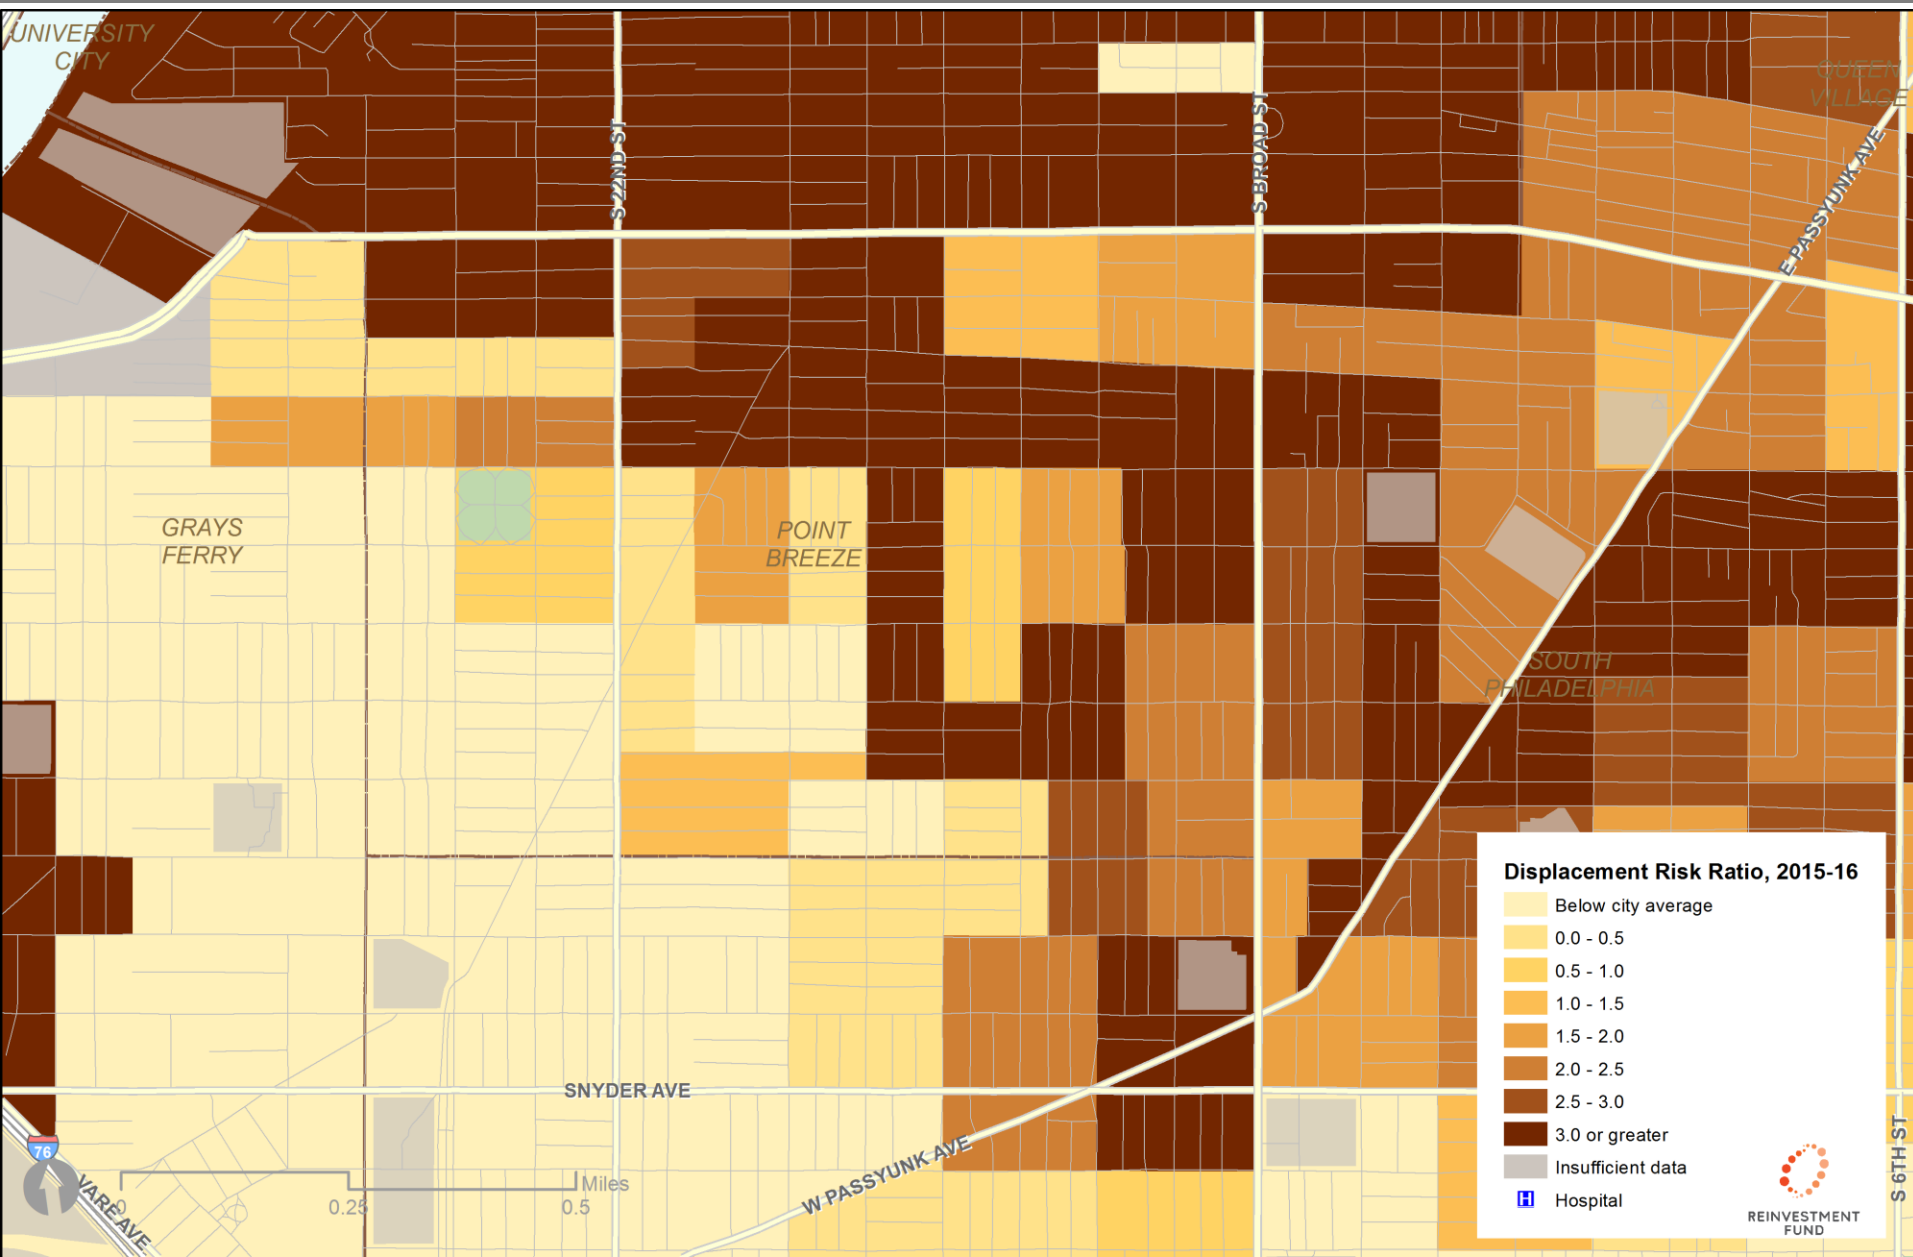 UNIVERSITY
CITY
QUEEN
VILLAGE
S 22ND ST
S BROAD ST
E PASSYUNK AVE
GRAYS
FERRY
POINT
BREEZE
SOUTH
PHILADELPHIA
SNYDER AVE
W PASSYUNK AVE
S 6TH ST
76
VARE AVE
0
0.25
0.5
Miles
Displacement Risk Ratio, 2015-16
Below city average
0.0 - 0.5
0.5 - 1.0
1.0 - 1.5
1.5 - 2.0
2.0 - 2.5
2.5 - 3.0
3.0 or greater
Insufficient data
H Hospital
REINVESTMENT
FUND